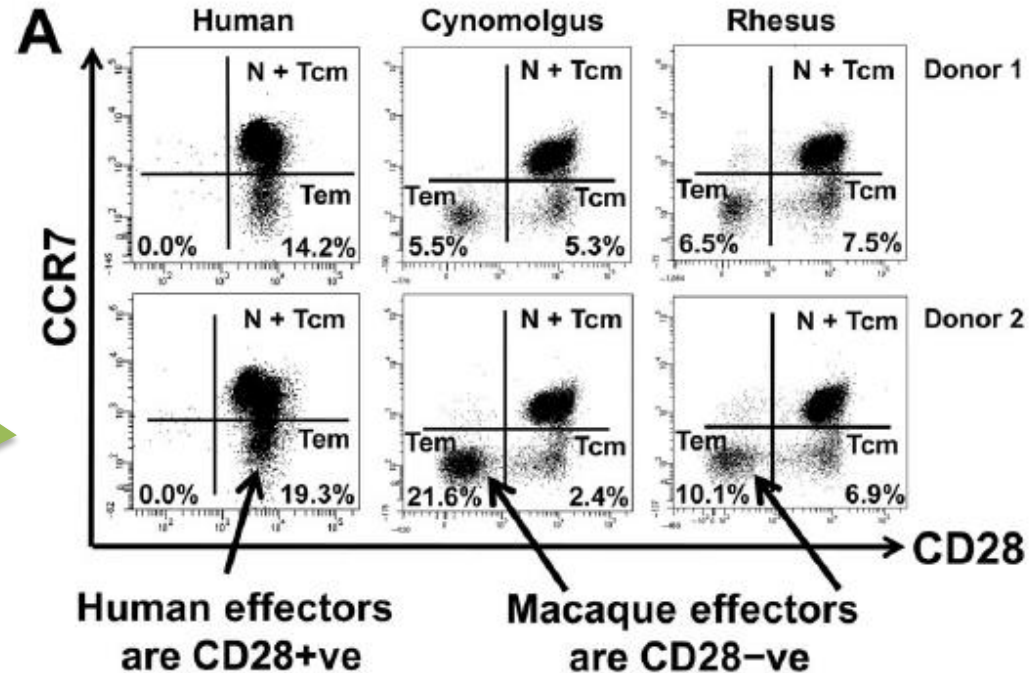 A
Human
Cynomolgus
Rhesus
N + Tcm
N + Tcm
N + Tcm
Donor 1
Tem
Tem
Tcm
Tem
Tcm
0.0%
14.2%
5.5%
5.3%
6.5%
7.5%
CCR7
N + Tcm
N + Tcm
N + Tcm
Donor 2
Tem
Tem
Tcm
Tem
Tcm
0.0%
19.3%
21.6%
2.4%
10.1%
6.9%
CD28
Human effectors
are CD28+ve
Macaque effectors
are CD28−ve